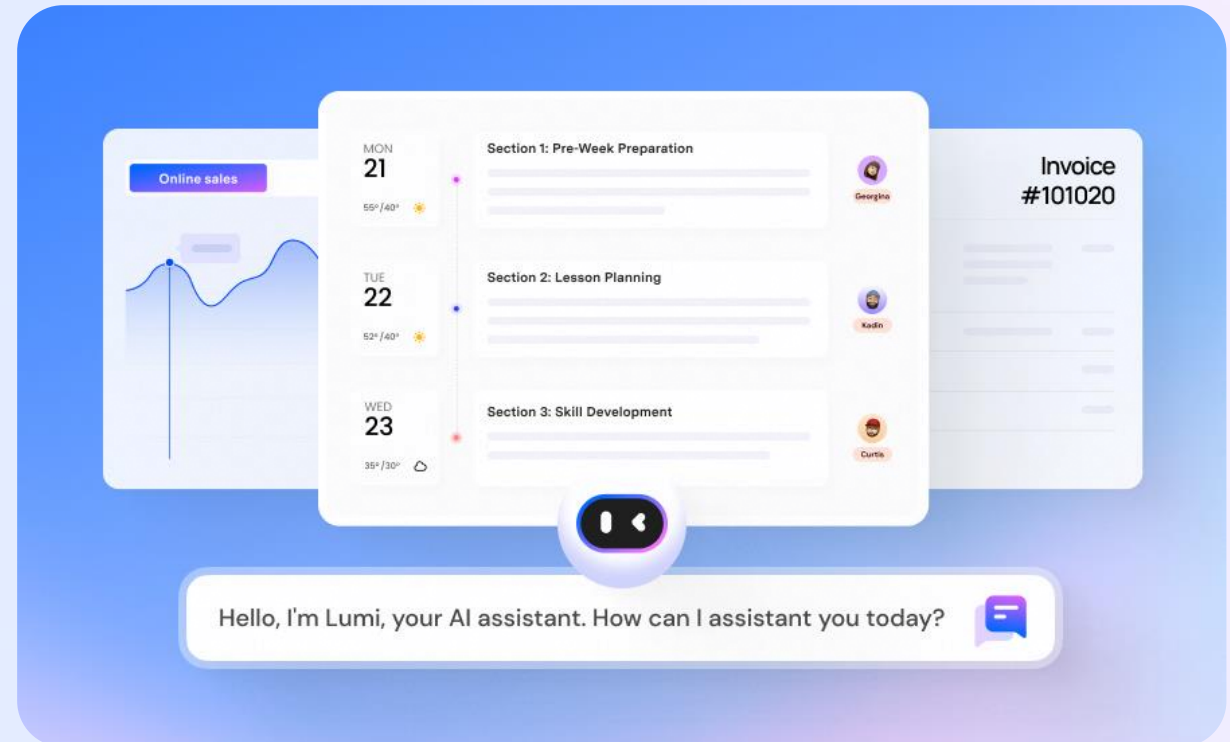 Online sales
MON
21
55°/40°
Section 1: Pre-Week Preparation
Georgina
TUE
22
52°/40°
Section 2: Lesson Planning
Kadin
WED
23
35°/30°
Section 3: Skill Development
Curtis
Invoice
#101020
Hello, I'm Lumi, your AI assistant. How can I assistant you today?